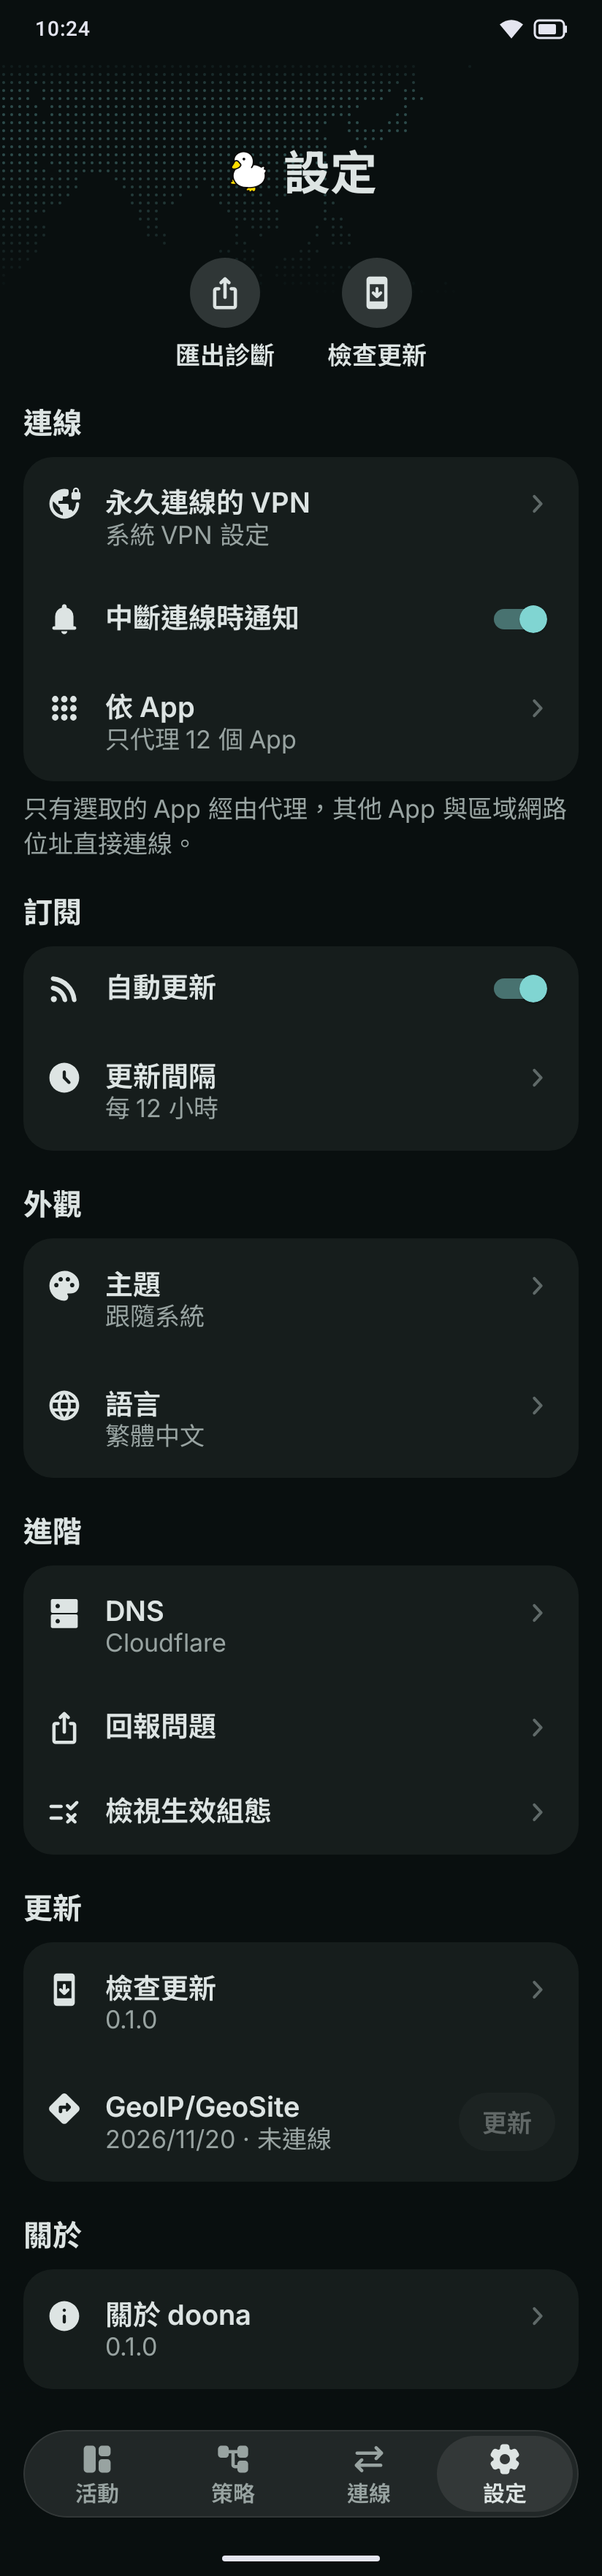 10:24
設定
匯出診斷
檢查更新
連線
永久連線的 VPN
系統 VPN 設定
中斷連線時通知
依 App
只代理 12 個 App
只有選取的 App 經由代理，其他 App 與區域網路
位址直接連線。
訂閱
自動更新
更新間隔
每 12 小時
外觀
主題
跟隨系統
語言
繁體中文
進階
DNS
Cloudflare
回報問題
檢視生效組態
更新
檢查更新
0.1.0
GeoIP/GeoSite
2026/11/20 · 未連線
更新
關於
關於 doona
0.1.0
活動
策略
連線
設定